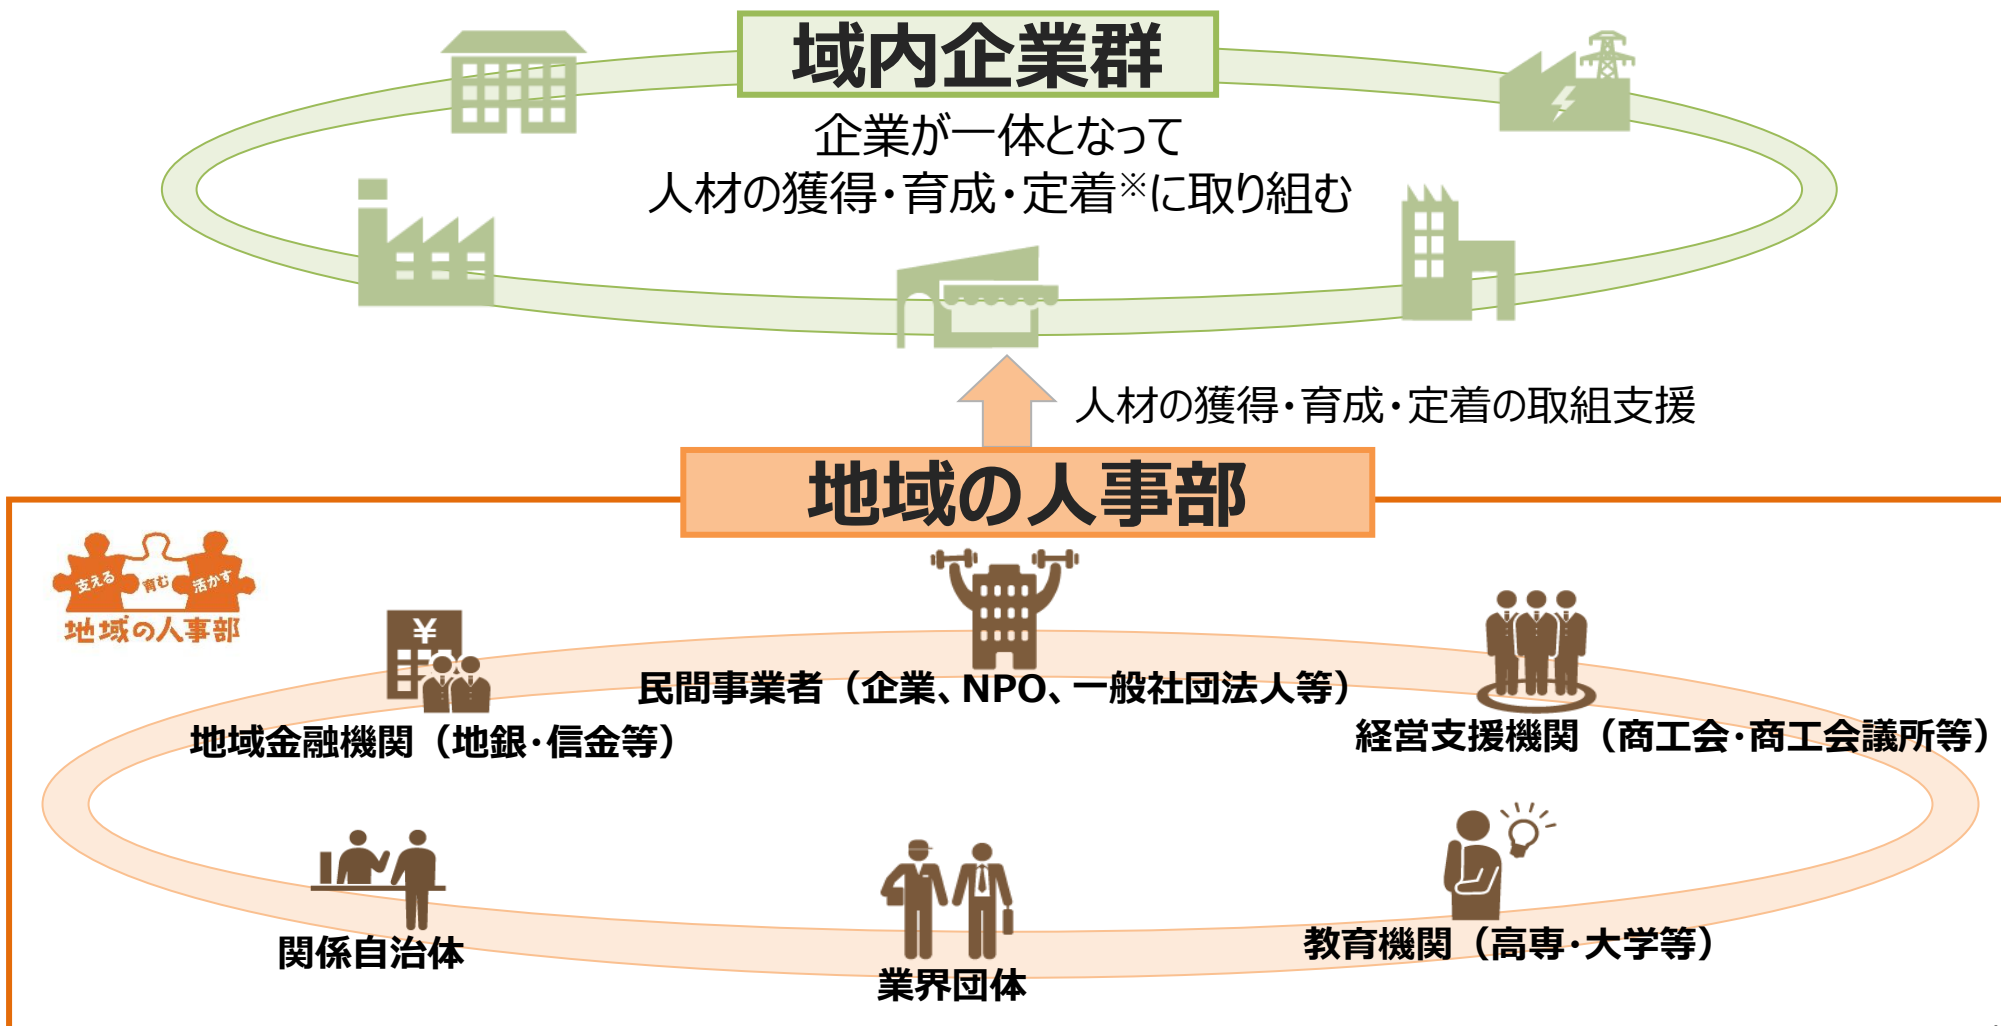 域内企業群
企業が一体となって
人材の獲得・育成・定着※に取り組む
人材の獲得・育成・定着の取組支援
地域の人事部
支える
育む
活かす
地域の人事部
¥
民間事業者（企業、NPO、一般社団法人等）
地域金融機関（地銀・信金等）
経営支援機関（商工会・商工会議所等）
関係自治体
業界団体
教育機関（高専・大学等）